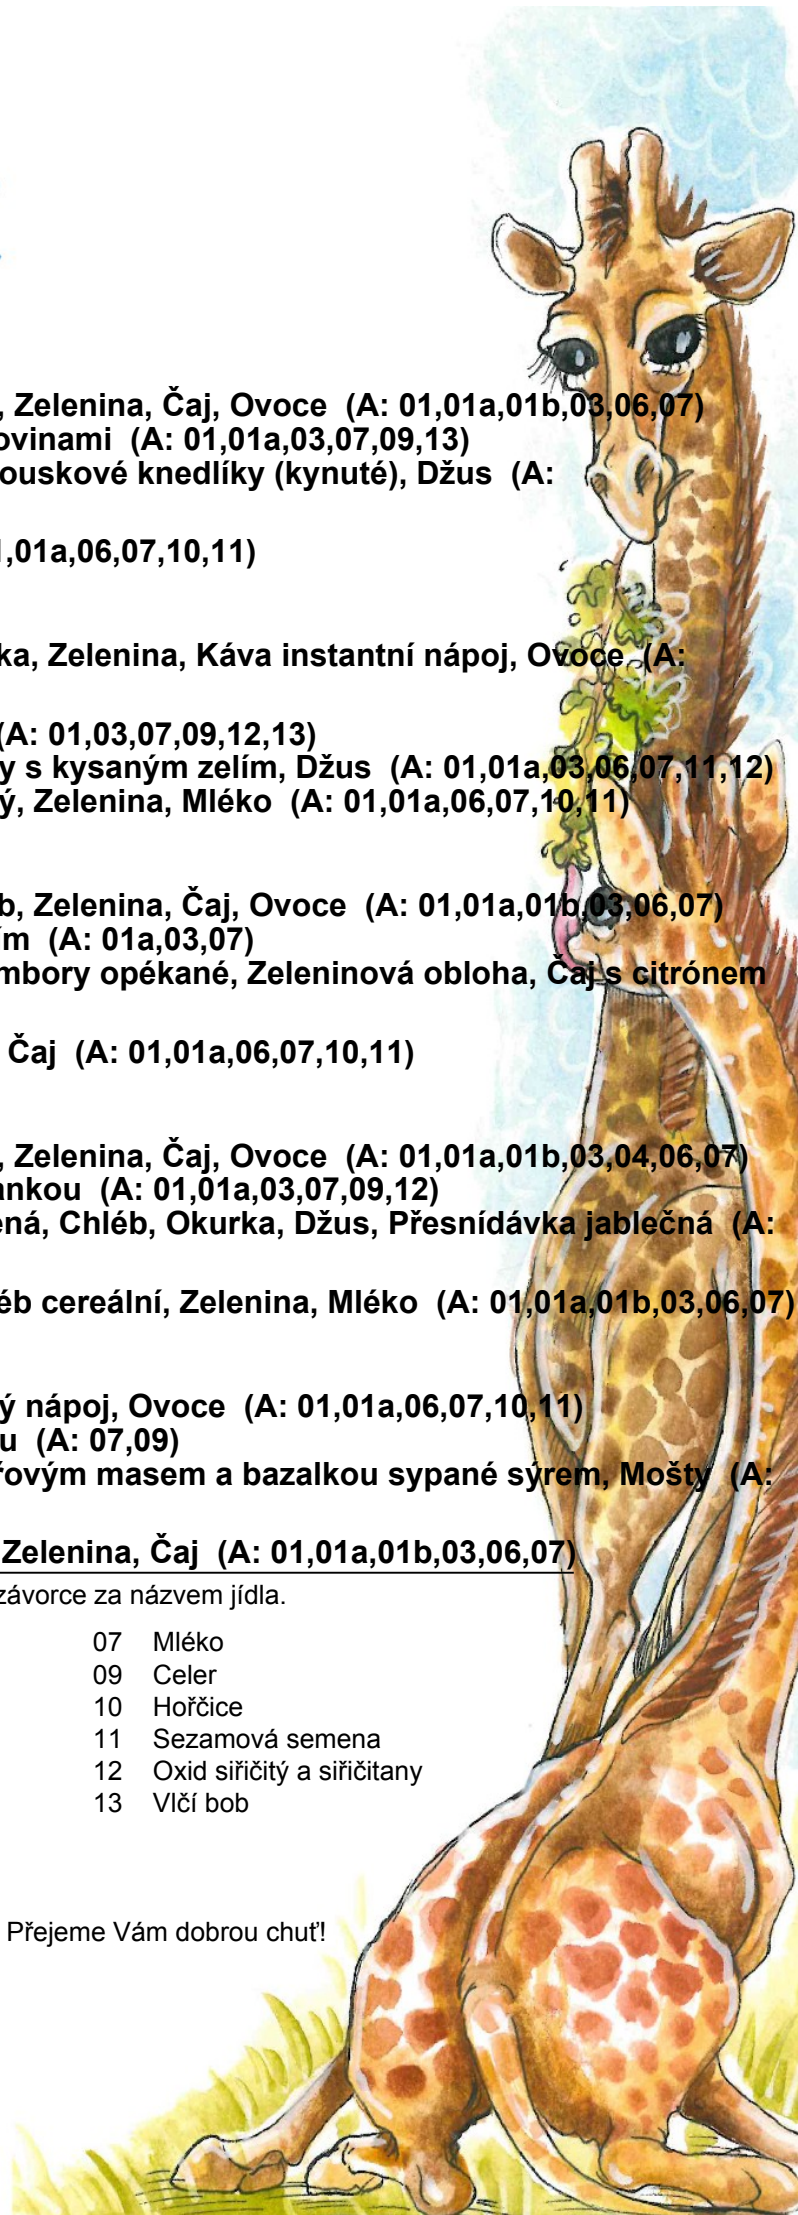 , Zelenina, Čaj, Ovoce (A: 01,01a,01b,03,06,07)
ovinami (A: 01,01a,03,07,09,13)
ouskové knedlíky (kynuté), Džus (A:
,01a,06,07,10,11)
ka, Zelenina, Káva instantní nápoj, Ovoce (A:
(A: 01,03,07,09,12,13)
y s kysaným zelím, Džus (A: 01,01a,03,06,07,11,12)
ý, Zelenina, Mléko (A: 01,01a,06,07,10,11)
b, Zelenina, Čaj, Ovoce (A: 01,01a,01b,03,06,07)
ím (A: 01a,03,07)
mbory opékané, Zeleninová obloha, Čaj s citrónem
Čaj (A: 01,01a,06,07,10,11)
, Zelenina, Čaj, Ovoce (A: 01,01a,01b,03,04,06,07)
ankou (A: 01,01a,03,07,09,12)
ená, Chléb, Okurka, Džus, Přesnídávka jablečná (A:
éb cereální, Zelenina, Mléko (A: 01,01a,01b,03,06,07)
ý nápoj, Ovoce (A: 01,01a,06,07,10,11)
u (A: 07,09)
řovým masem a bazalkou sypané sýrem, Mošty (A:
Zelenina, Čaj (A: 01,01a,01b,03,06,07)
závorce za názvem jídla.
07 Mléko
09 Celer
10 Hořčice
11 Sezamová semena
12 Oxid siřičitý a siřičitany
13 Vlčí bob
Přejeme Vám dobrou chuť!